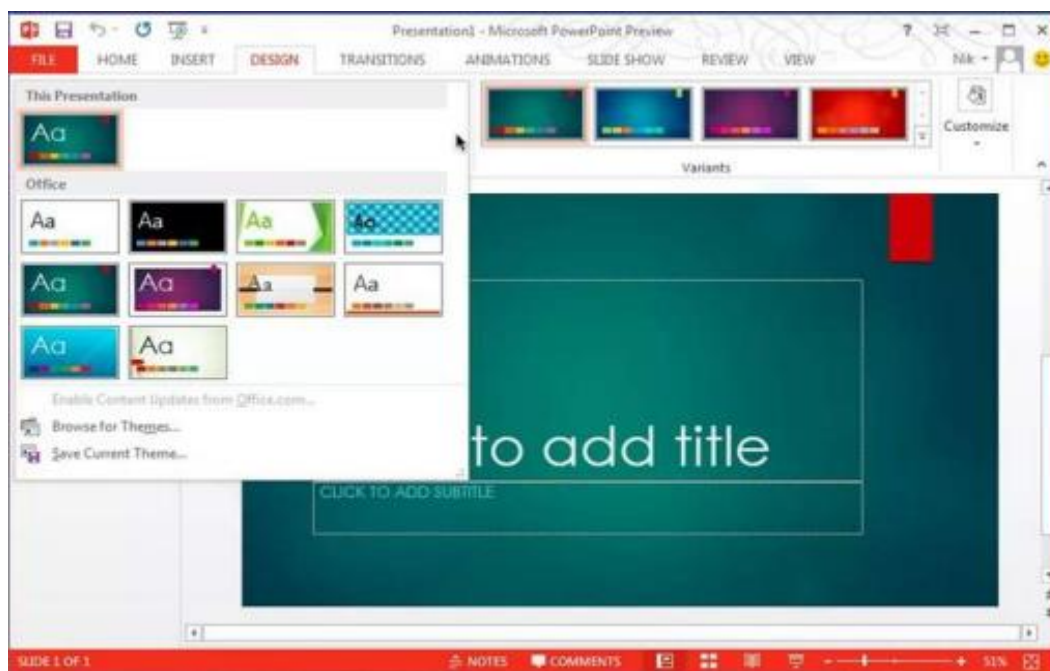 Presentation1 - Microsoft PowerPoint Preview
?
FILE HOME INSERT DESIGN TRANSITIONS ANIMATIONS SLIDE SHOW REVIEW VIEW Nik
This Presentation
Aa
Customize
Variants
Office
Aa Aa Aa Aa
Aa Aa Aa Aa
Aa Aa
Enable Content Updates from Office.com...
Browse for Themes...
Save Current Theme...
to add title
CLICK TO ADD SUBTITLE
SLIDE 1 OF 1 NOTES COMMENTS 51%